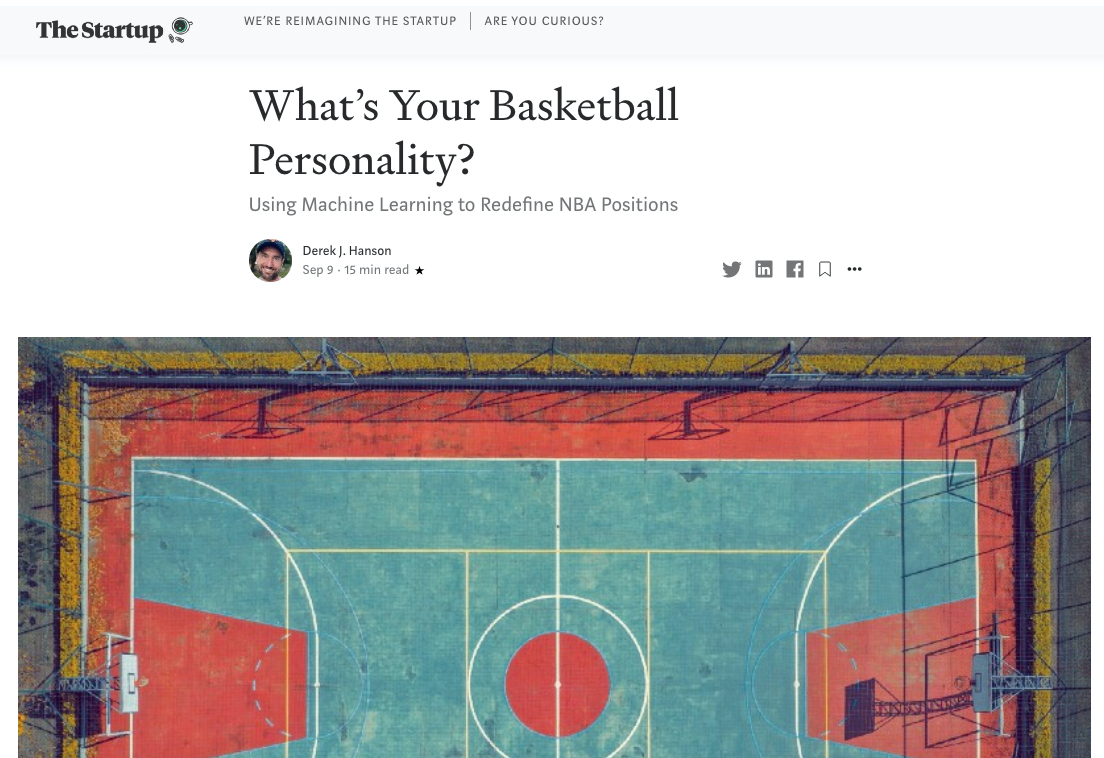 The Startup
WE'RE REIMAGINING THE STARTUP
ARE YOU CURIOUS?
What's Your Basketball
Personality?
Using Machine Learning to Redefine NBA Positions
Derek J. Hanson
Sep 9 · 15 min read ★